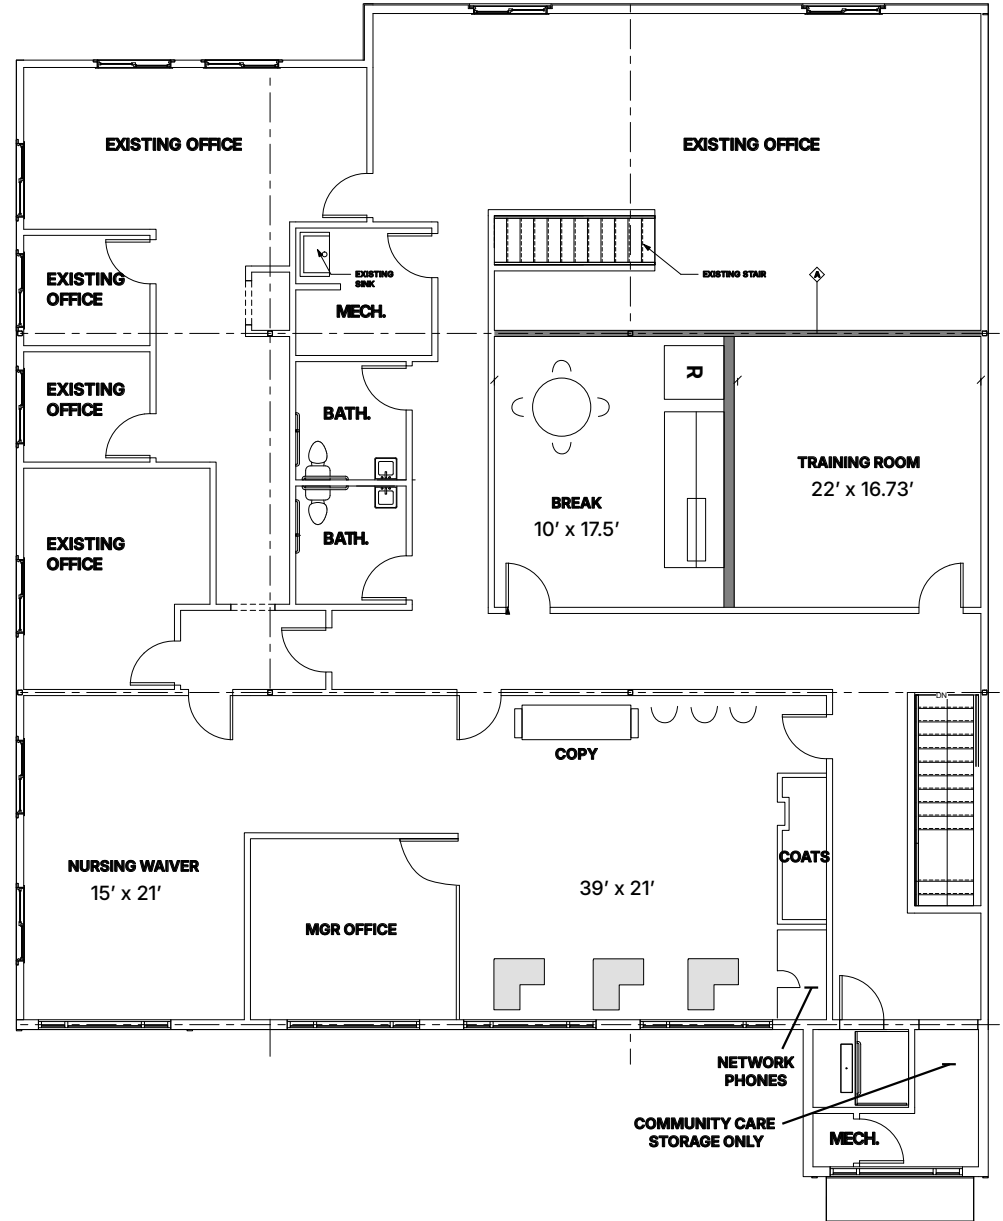 EXISTING OFFICE
EXISTING OFFICE
EXISTING
OFFICE
EXISTING
SINK
EXISTING STAIR
A
MECH.
R
EXISTING
OFFICE
BATH.
TRAINING ROOM
22’ x 16.73’
BREAK
10’ x 17.5’
EXISTING
OFFICE
BATH.
DN
COPY
NURSING WAIVER
15’ x 21’
COATS
39’ x 21’
MGR OFFICE
NETWORK
PHONES
COMMUNITY CARE
STORAGE ONLY
MECH.